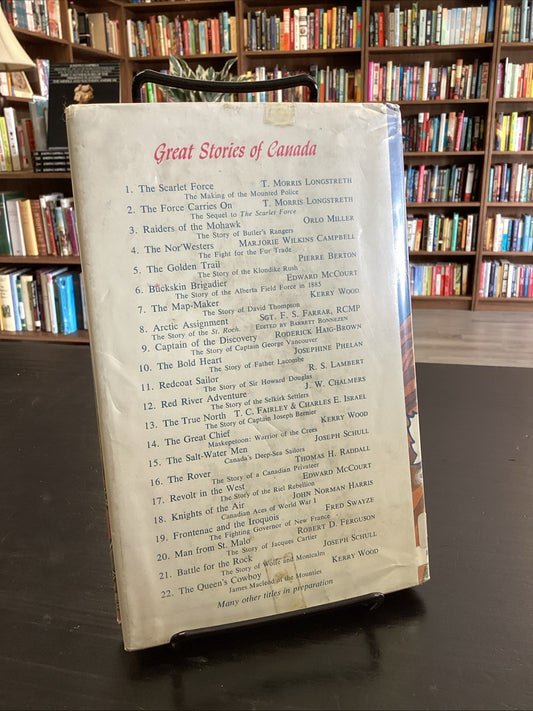 Great Stories of Canada
1. The Scarlet Force T. MORRIS LONGSTRETH
The Making of the Mounted Police
2. The Force Carries On T. MORRIS LONGSTRETH
The Sequel to The Scarlet Force
3. Raiders of the Mohawk ORLO MILLER
The Story of Butler's Rangers
4. The Nor'Westers MARJORIE WILKINS CAMPBELL
The Fight for the Fur Trade
5. The Golden Trail PIERRE BERTON
The Story of the Klondike Rush
6. Buckskin Brigadier EDWARD MCCOURT
The Story of the Alberta Field Force in 1885
7. The Map-Maker KERRY WOOD
The Story of David Thompson
8. Arctic Assignment SGT. F. S. FARRAR, RCMP
The Story of the St. Roch. EDITED BY BARRETT BONNEZEN
9. Captain of the Discovery RODERICK HAIG-BROWN
The Story of Captain George Vancouver
10. The Bold Heart JOSEPHINE PHELAN
The Story of Father Lacombe
11. Redcoat Sailor R. S. LAMBERT
The Story of Sir Howard Douglas
12. Red River Adventure J. W. CHALMERS
The Story of the Selkirk Settlers
13. The True North T. C. FAIRLEY & CHARLES E. ISRAEL
The Story of Captain Joseph Bernier
14. The Great Chief KERRY WOOD
Maskepetoon: Warrior of the Crees
15. The Salt-Water Men JOSEPH SCHULL
Canada's Deep-Sea Sailors
16. The Rover THOMAS H. RADDALL
The Story of a Canadian Privateer
17. Revolt in the West EDWARD MCCOURT
The Story of the Riel Rebellion
18. Knights of the Air JOHN NORMAN HARRIS
Canadian Aces of World War I
19. Frontenac and the Iroquois FRED SWAYZE
The Fighting Governor of New France
20. Man from St. Malo ROBERT D. FERGUSON
The Story of Jacques Cartier
21. Battle for the Rock JOSEPH SCHULL
The Story of Wolfe and Montcalm
22. The Queen's Cowboy KERRY WOOD
James Macleod of the Mounties
Many other titles in preparation